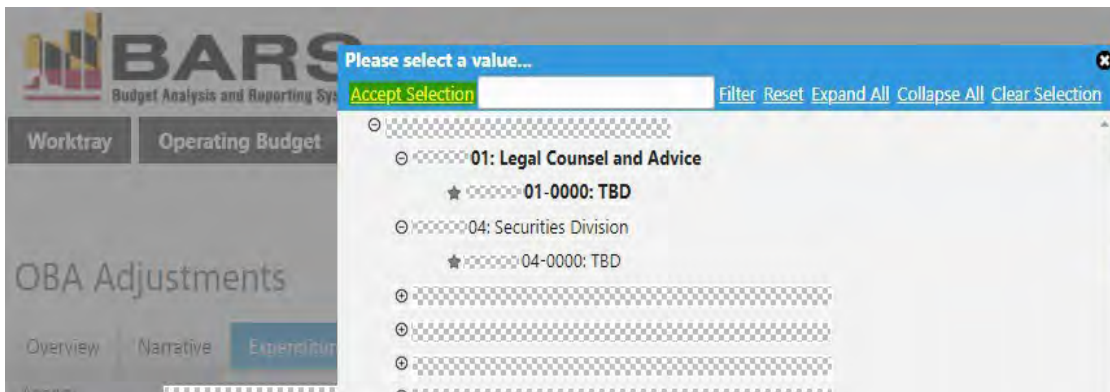 BARS
Budget Analysis and Reporting Sys
Please select a value...
Accept Selection Filter Reset Expand All Collapse All Clear Selection
Worktray Operating Budget
01: Legal Counsel and Advice
01-0000: TBD
04: Securities Division
04-0000: TBD
OBA Adjustments
Overview Narrative Expenditur